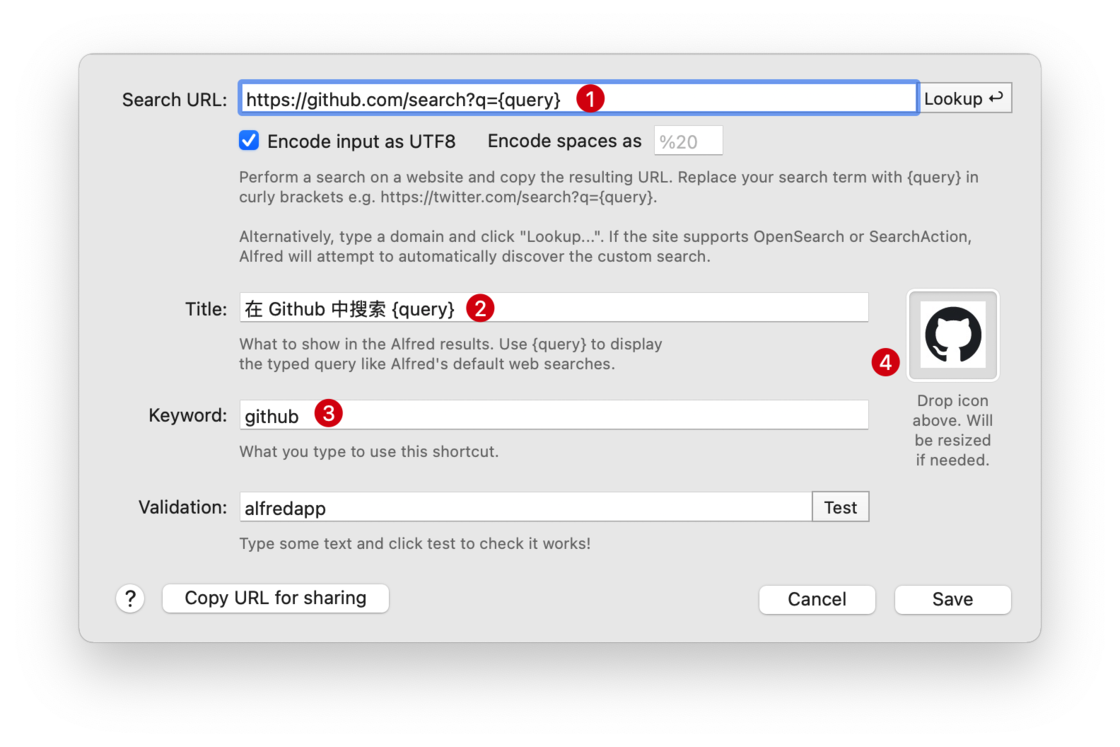 Search URL: https://github.com/search?q={query} 1 Lookup ↩
Encode input as UTF8 Encode spaces as %20
Perform a search on a website and copy the resulting URL. Replace your search term with {query} in
curly brackets e.g. https://twitter.com/search?q={query}.
Alternatively, type a domain and click "Lookup...". If the site supports OpenSearch or SearchAction,
Alfred will attempt to automatically discover the custom search.
Title: 在 Github 中搜索 {query} 2
What to show in the Alfred results. Use {query} to display
the typed query like Alfred's default web searches.
4
Drop icon
above. Will
be resized
if needed.
Keyword: github 3
What you type to use this shortcut.
Validation: alfredapp Test
Type some text and click test to check it works!
? Copy URL for sharing Cancel Save